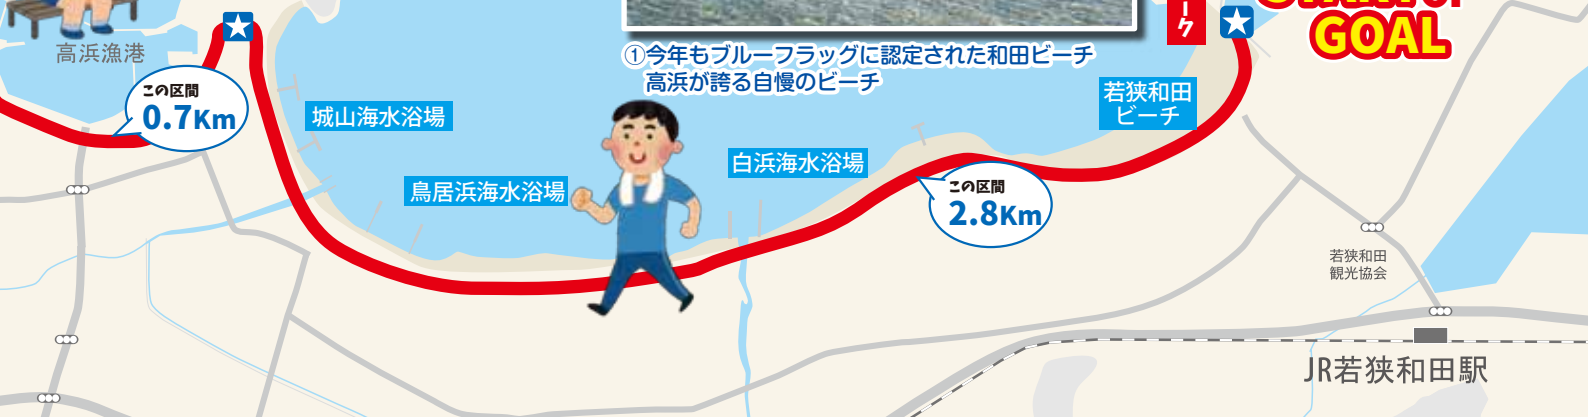 GOAL
ーク
高浜漁港
①今年もブルーフラッグに認定された和田ビーチ
高浜が誇る自慢のビーチ
この区間
0.7Km
城山海水浴場
若狭和田
ビーチ
白浜海水浴場
鳥居浜海水浴場
この区間
2.8Km
若狭和田
観光協会
JR若狭和田駅